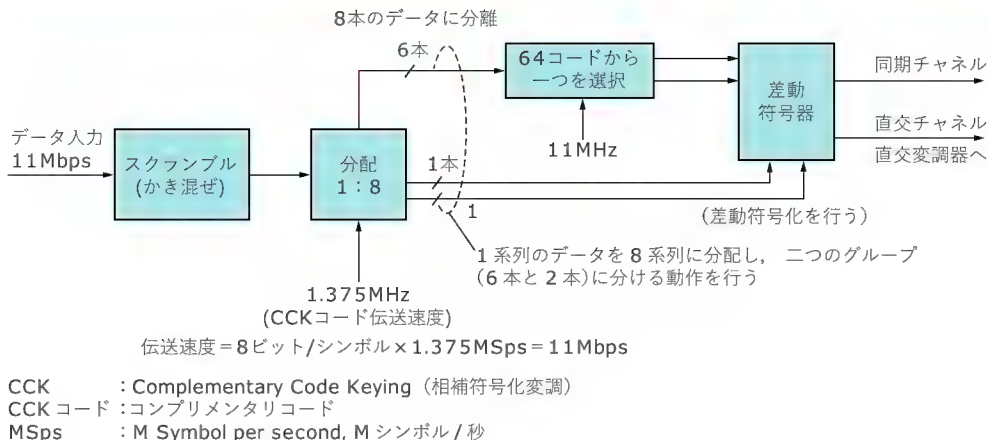 8本のデータに分離
6本
64コードから
一つを選択
差動
符号器
同期チャネル
直交チャネル
直交変調器へ
データ入力
11Mbps
スクランブル
(かき混ぜ)
分配
1:8
11MHz
1本
1
(差動符号化を行う)
1系列のデータを8系列に分配し, 二つのグループ
(6本と2本)に分ける動作を行う
1.375MHz
(CCKコード伝送速度)
伝送速度=8ビット/シンボル×1.375MSps=11Mbps
CCK :Complementary Code Keying (相補符号化変調)
CCKコード:コンプリメンタリコード
MSps :M Symbol per second, Mシンボル/秒